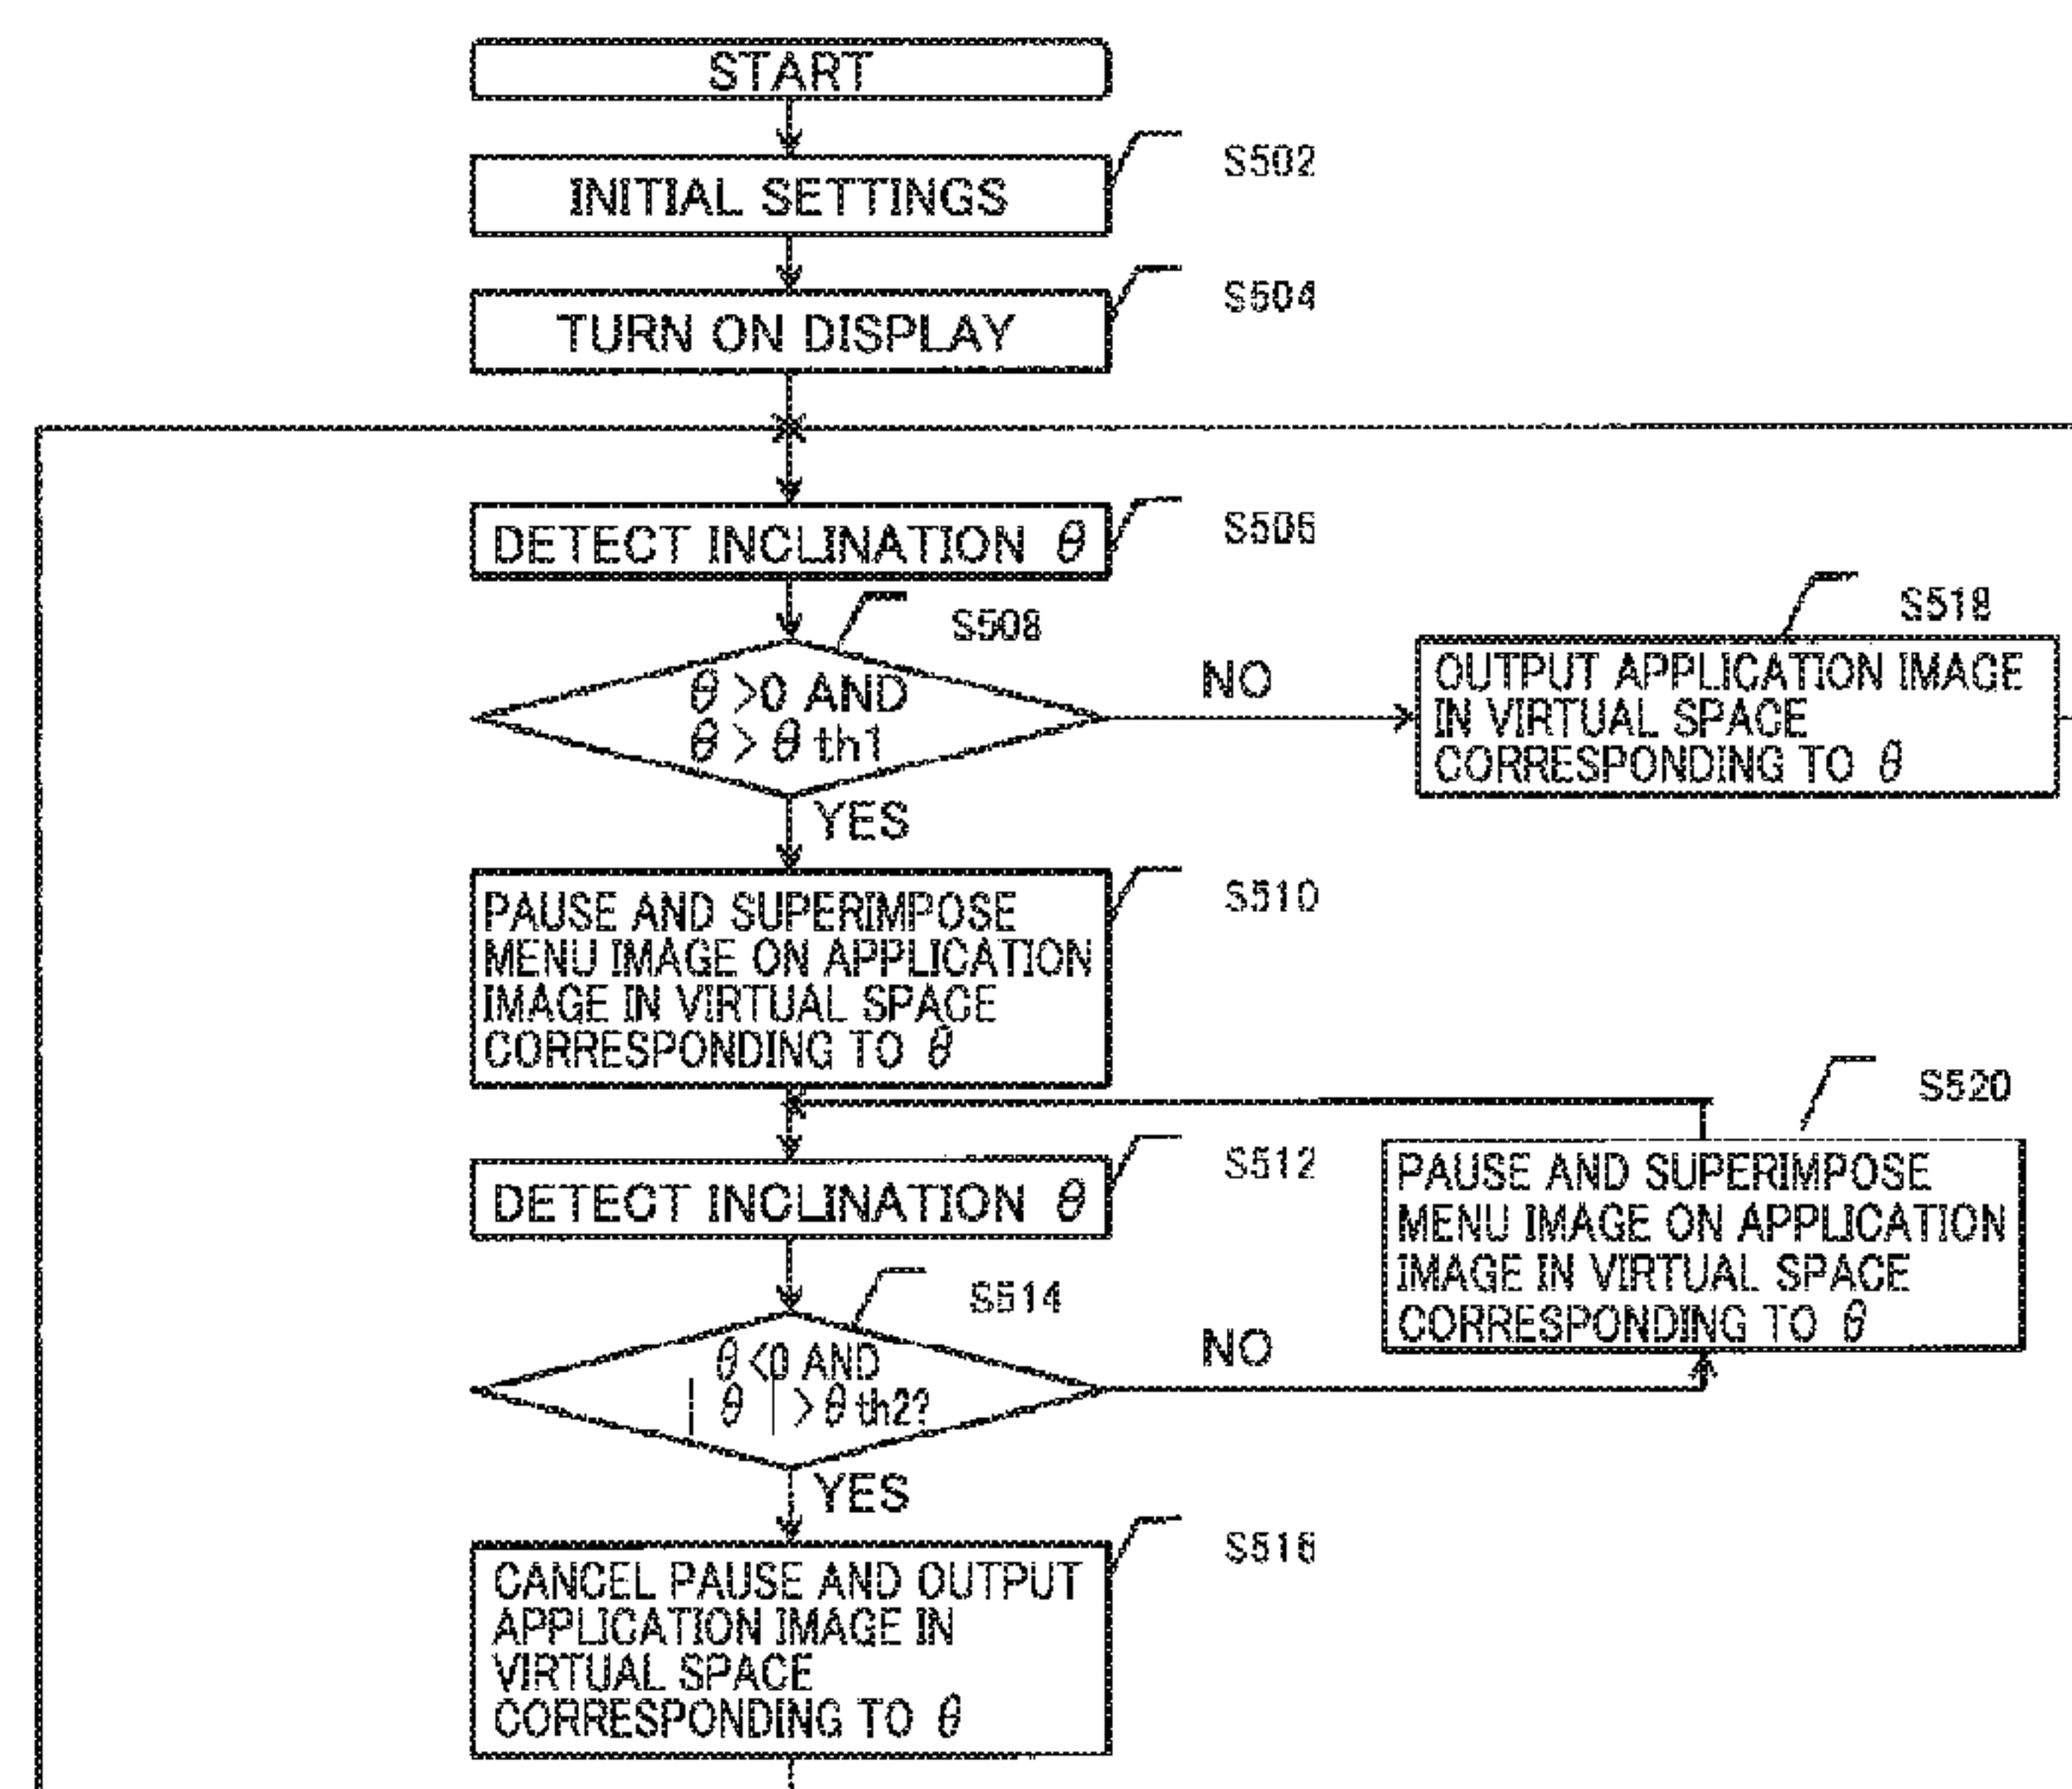 START
INITIAL SETTINGS
S502
TURN ON DISPLAY
S504
DETECT INCLINATION θ
S506
θ >0 AND
θ > θ th1
S508
NO
YES
OUTPUT APPLICATION IMAGE
IN VIRTUAL SPACE
CORRESPONDING TO θ
S518
PAUSE AND SUPERIMPOSE
MENU IMAGE ON APPLICATION
IMAGE IN VIRTUAL SPACE
CORRESPONDING TO θ
S510
DETECT INCLINATION θ
S512
PAUSE AND SUPERIMPOSE
MENU IMAGE ON APPLICATION
IMAGE IN VIRTUAL SPACE
CORRESPONDING TO θ
S520
θ <0 AND
| θ | > θ th2?
S514
NO
YES
CANCEL PAUSE AND OUTPUT
APPLICATION IMAGE IN
VIRTUAL SPACE
CORRESPONDING TO θ
S516